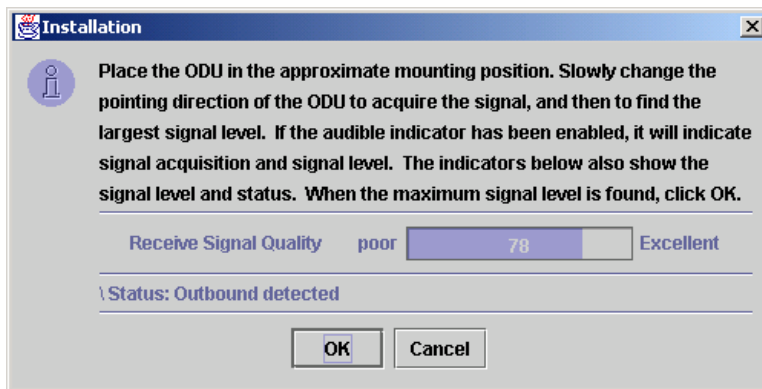 Installation
Place the ODU in the approximate mounting position. Slowly change the
pointing direction of the ODU to acquire the signal, and then to find the
largest signal level. If the audible indicator has been enabled, it will indicate
signal acquisition and signal level. The indicators below also show the
signal level and status. When the maximum signal level is found, click OK.
Receive Signal Quality poor 78 Excellent
\ Status: Outbound detected
OK Cancel